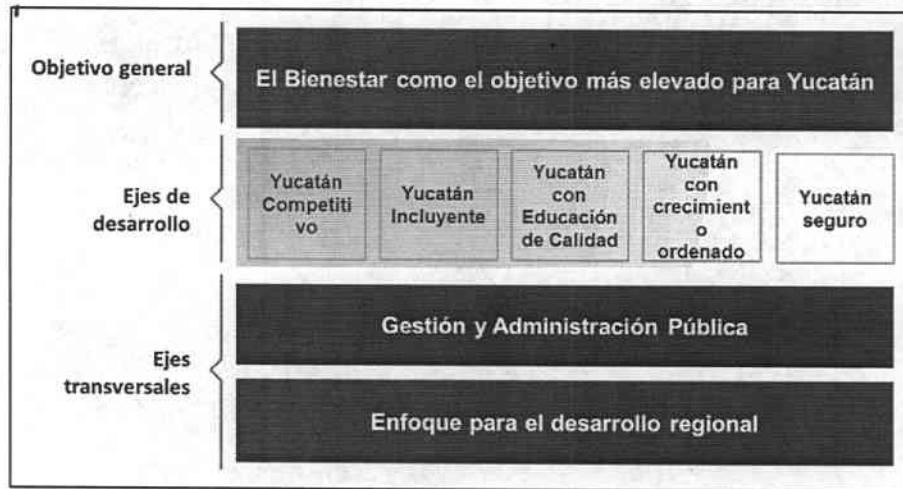 Objetivo general
El Bienestar como el objetivo más elevado para Yucatán
Ejes de
desarrollo
Yucatán
Competiti
vo
Yucatán
Incluyente
Yucatán
con
Educación
de Calidad
Yucatán
con
crecimient
o
ordenado
Yucatán
seguro
Ejes
transversales
Gestión y Administración Pública
Enfoque para el desarrollo regional